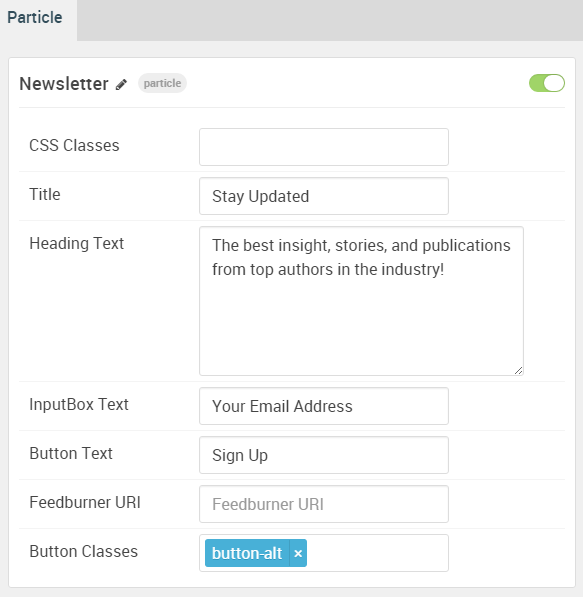 Particle
Newsletter particle
CSS Classes
Title Stay Updated
Heading Text The best insight, stories, and publications
from top authors in the industry!
InputBox Text Your Email Address
Button Text Sign Up
Feedburner URI Feedburner URI
Button Classes button-alt ×